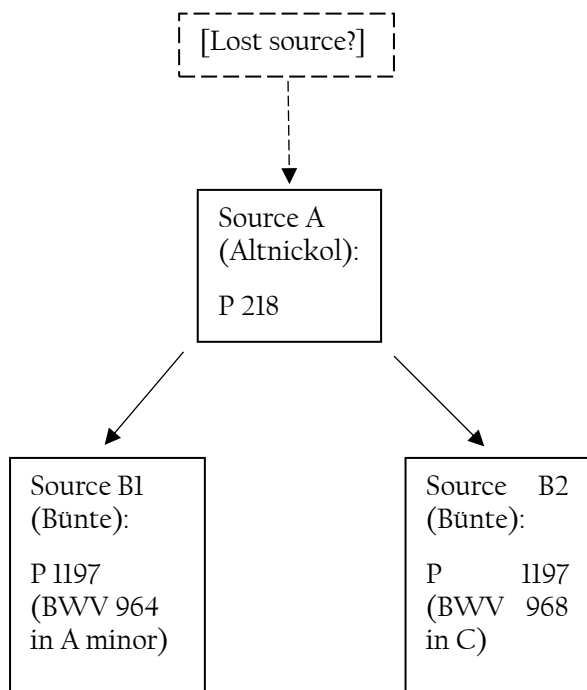 [Lost source?]
Source A
(Altnickol):
P 218
Source B1
(Bünte):
P 1197
(BWV 964
in A minor)
Source B2
(Bünte):
P 1197
(BWV 968
in C)